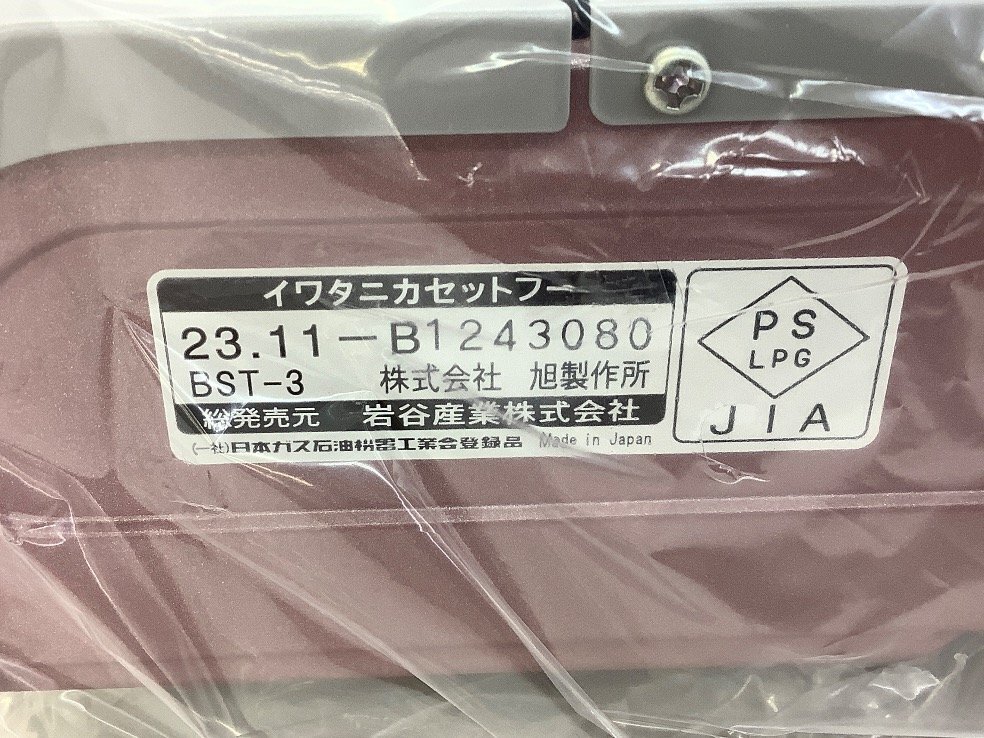 イワタニカセットフー
23.11－B1243080
BST-3 株式会社 旭製作所
総発売元 岩谷産業株式会社
(一社)日本ガス石油機器工業会登録品 Made in Japan
PS
LPG
JIA